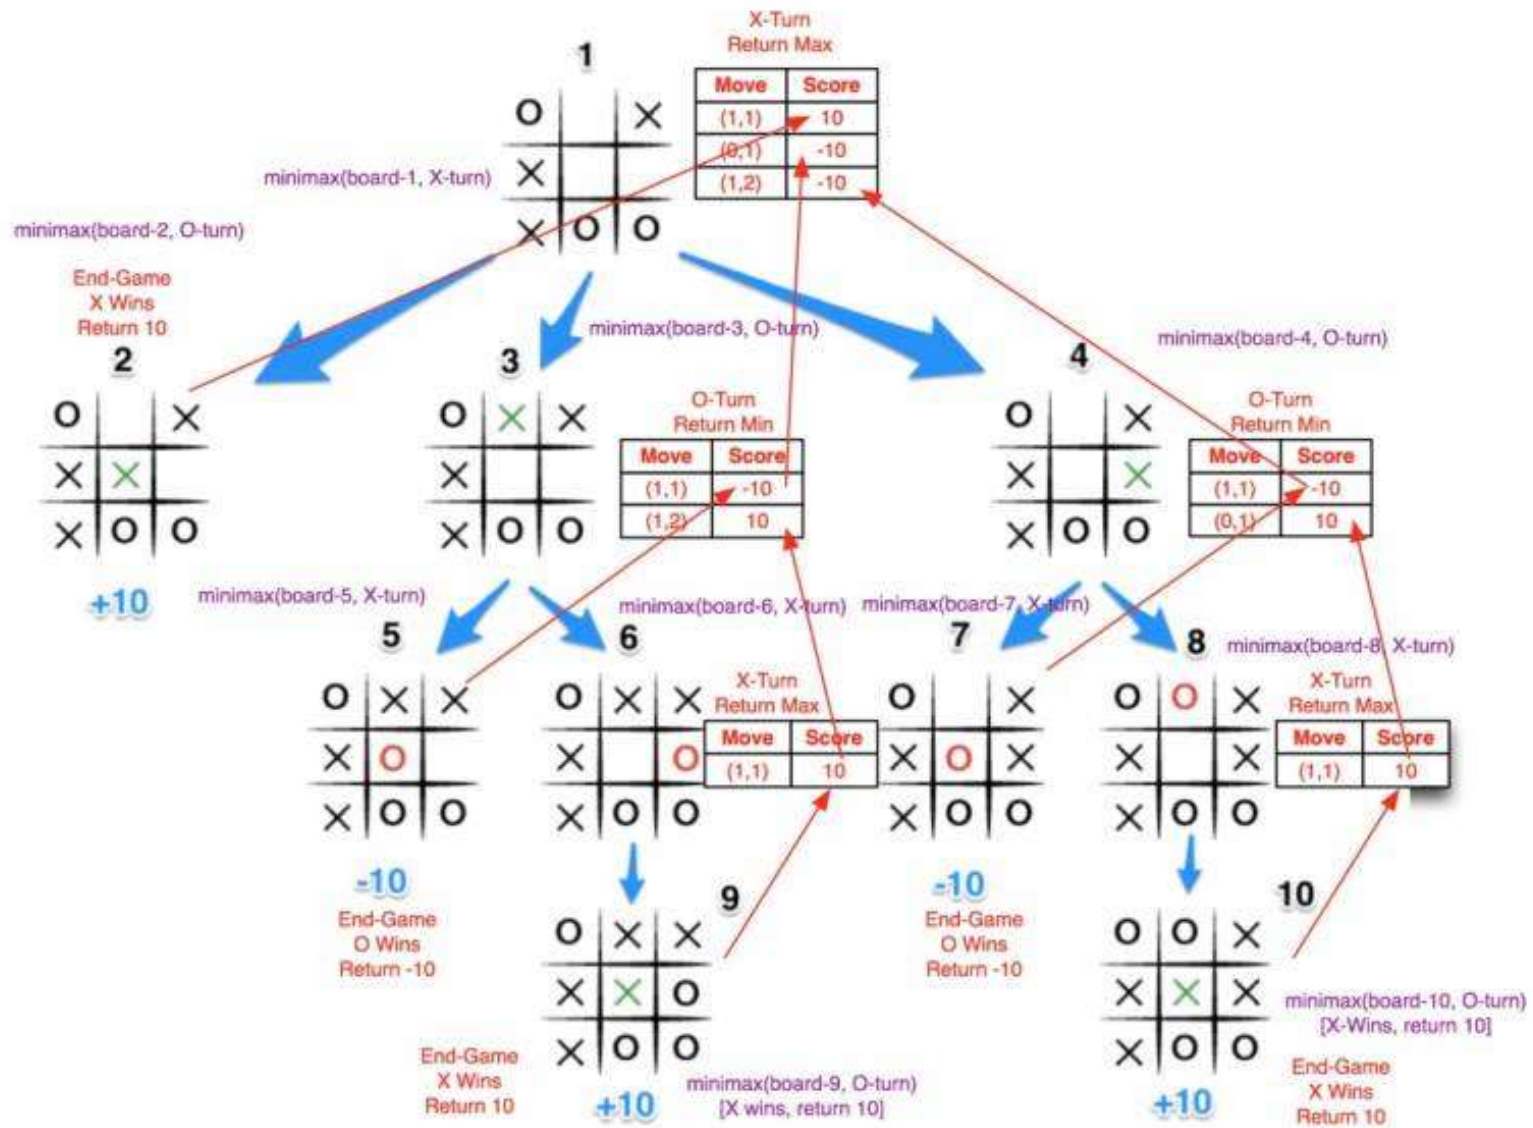 X-Turn
Return Max
1
Move Score
(1,1) 10
(0,1) -10
(1,2) -10
O X
X
X O O
minimax(board-1, X-turn)
minimax(board-2, O-turn)
End-Game
X Wins
Return 10
2
O X
X X
X O O
+10
minimax(board-3, O-turn)
3
O X X
X
X O O
O-Turn
Return Min
Move Score
(1,1) -10
(1,2) 10
minimax(board-4, O-turn)
4
O X
X X
X O O
O-Turn
Return Min
Move Score
(1,1) -10
(0,1) 10
minimax(board-5, X-turn)
5
O X X
X O
X O O
-10
End-Game
O Wins
Return -10
minimax(board-6, X-turn)
6
O X X
X O
X O O
X-Turn
Return Max
Move Score
(1,1) 10
minimax(board-7, X-turn)
7
O X
X O X
X O O
-10
End-Game
O Wins
Return -10
8
minimax(board-8, X-turn)
O O X
X X
X O O
X-Turn
Return Max
Move Score
(1,1) 10
9
O X X
X X O
X O O
End-Game
X Wins
Return 10
+10
minimax(board-9, O-turn)
[X wins, return 10]
10
O O X
X X X
X O O
+10
minimax(board-10, O-turn)
[X-Wins, return 10]
End-Game
X Wins
Return 10